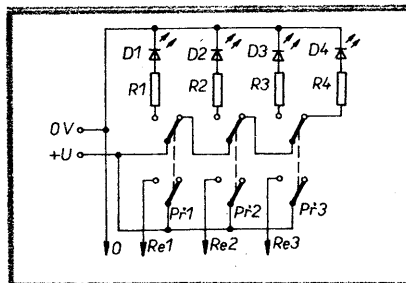 D1 D2 D3 D4
R1 R2 R3 R4
0V
+U
Př1 Př2 Př3
0 Re1 Re2 Re3